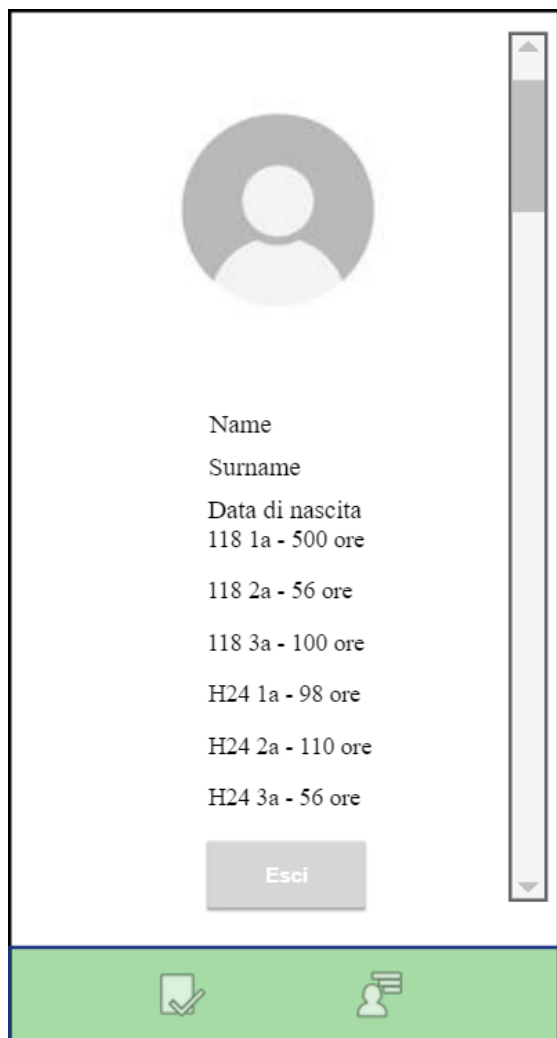 Name
Surname
Data di nascita
118 1a - 500 ore
118 2a - 56 ore
118 3a - 100 ore
H24 1a - 98 ore
H24 2a - 110 ore
H24 3a - 56 ore
Esci